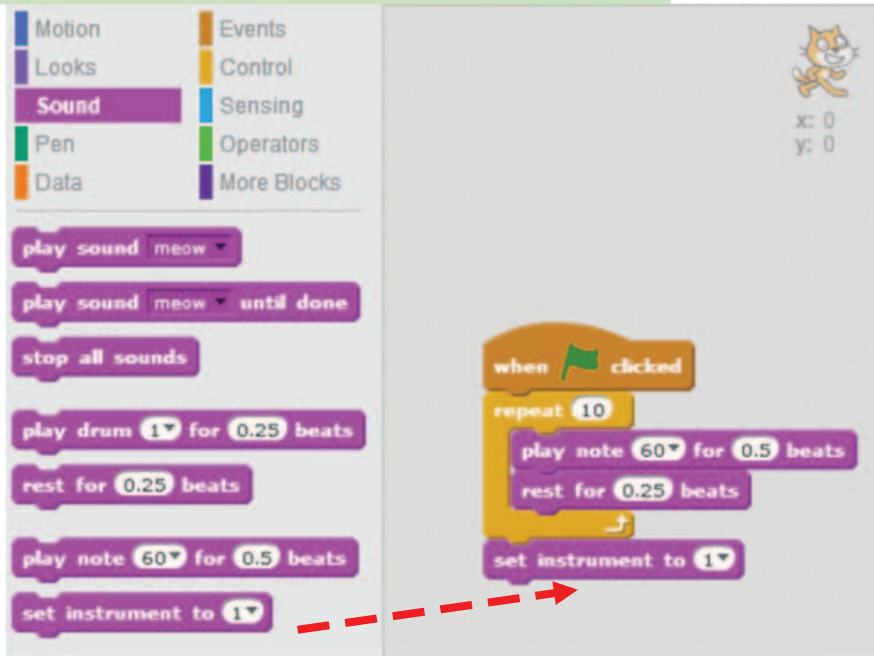 Motion
Events
Looks
Control
Sound
Sensing
Pen
Operators
Data
More Blocks
x: 0
y: 0
play sound meow
play sound meow until done
stop all sounds
play drum 1 for 0.25 beats
rest for 0.25 beats
play note 60 for 0.5 beats
set instrument to 1
when clicked
repeat 10
play note 60 for 0.5 beats
rest for 0.25 beats
set instrument to 1